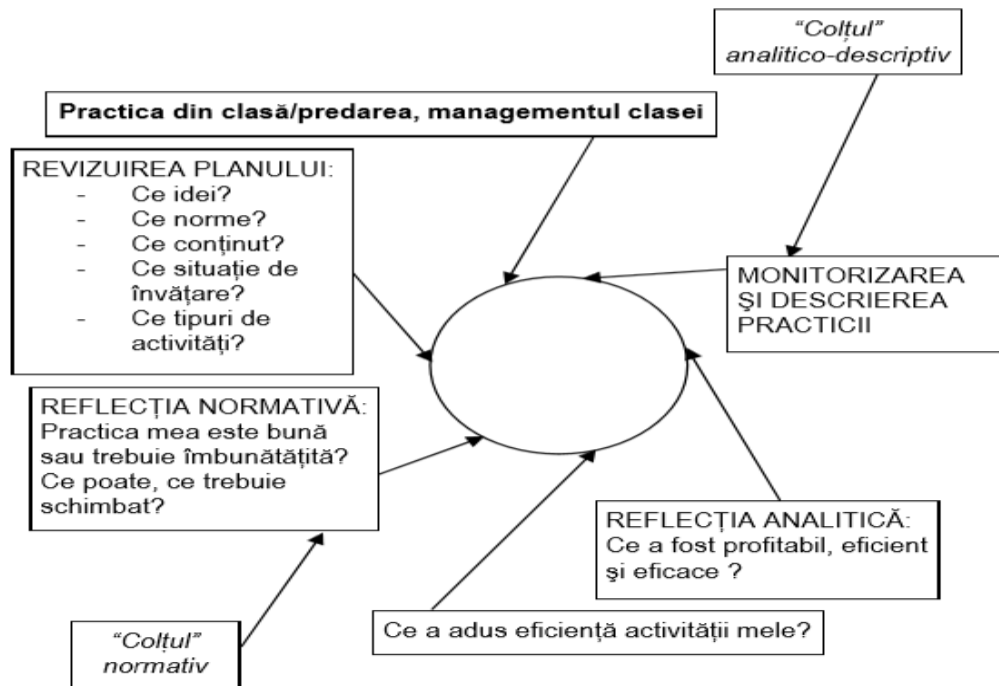 “Colțul”
analitico-descriptiv
Practica din clasă/predarea, managementul clasei
REVIZUIREA PLANULUI:
- Ce idei?
- Ce norme?
- Ce conținut?
- Ce situație de
învățare?
- Ce tipuri de
activități?
MONITORIZAREA
ŞI DESCRIEREA
PRACTICII
REFLECȚIA NORMATIVĂ:
Practica mea este bună
sau trebuie îmbunătățită?
Ce poate, ce trebuie
schimbat?
REFLECȚIA ANALITICĂ:
Ce a fost profitabil, eficient
şi eficace ?
Ce a adus eficiență activității mele?
“Colțul”
normativ